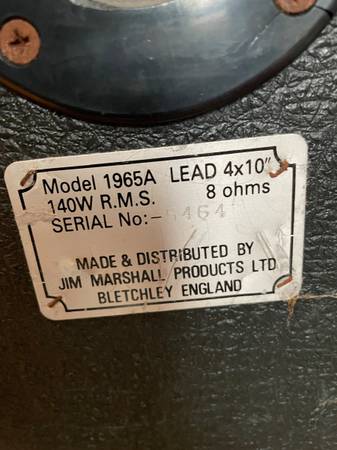 Model 1965A LEAD 4x10"
140W R.M.S. 8 ohms
SERIAL No:-
MADE & DISTRIBUTED BY
JIM MARSHALL PRODUCTS LTD
BLETCHLEY ENGLAND